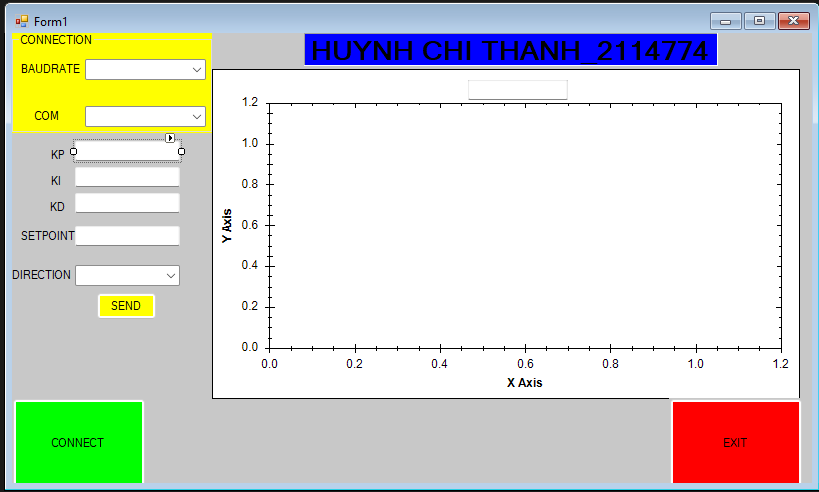 Form1
CONNECTION
HUYNH CHI THANH 2114774
BAUDRATE
COM
KP
KI
KD
SETPOINT
DIRECTION
SEND
Y Axis
1.2
1.0
0.8
0.6
0.4
0.2
0.0
0.0 0.2 0.4 0.6 0.8 1.0 1.2
X Axis
CONNECT
EXIT